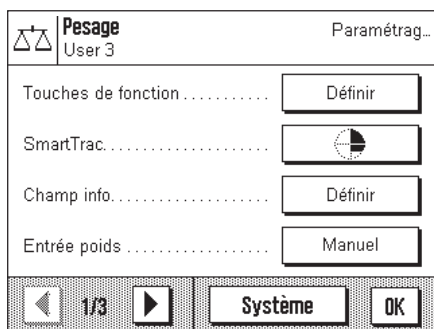 Pesage
User 3
Paramétrag...
Touches de fonction........... Définir
SmartTrac......................
Champ info..................... Définir
Entrée poids.................. Manuel
1/3 Système OK